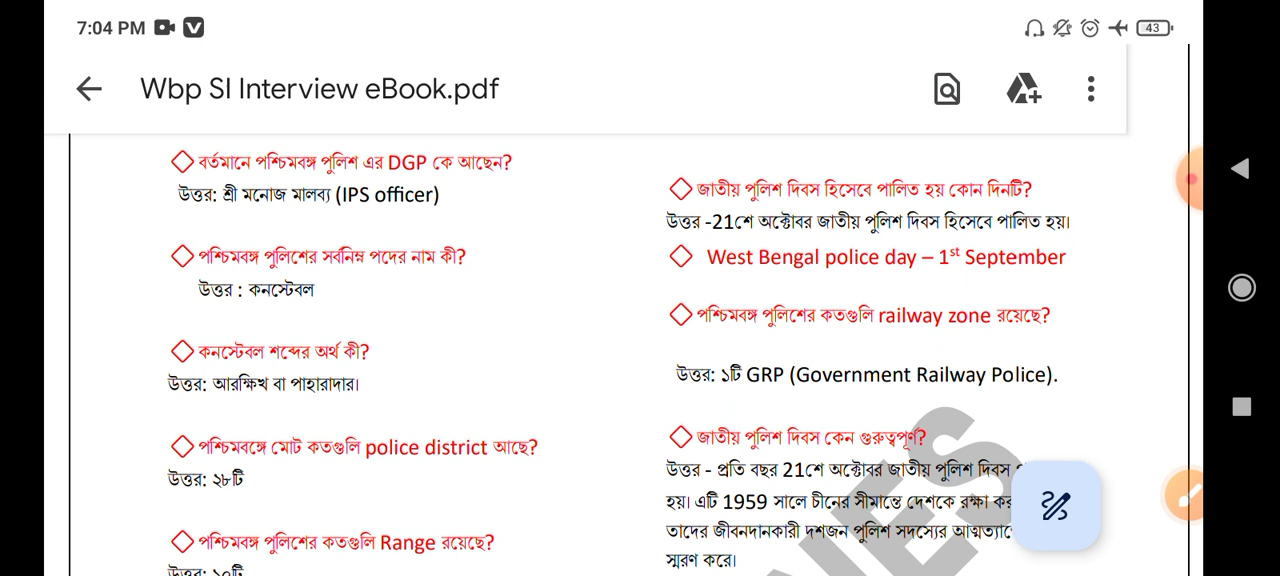 7:04 PM
43
Wbp SI Interview eBook.pdf
বর্তমানে পশ্চিমবঙ্গ পুলিশ এর DGP কে আছেন?
উত্তর: শ্রী মনোজ মালব্য (IPS officer)
পশ্চিমবঙ্গ পুলিশের সর্বনিম্ন পদের নাম কী?
উত্তর : কনস্টেবল
কনস্টেবল শব্দের অর্থ কী?
উত্তর: আরক্ষিখ বা পাহারাদার।
পশ্চিমবঙ্গে মোট কতগুলি police district আছে?
উত্তর: ২৮টি
পশ্চিমবঙ্গ পুলিশের কতগুলি Range রয়েছে?
উত্তর: ১০টি
জাতীয় পুলিশ দিবস হিসেবে পালিত হয় কোন দিনটি?
উত্তর -21শে অক্টোবর জাতীয় পুলিশ দিবস হিসেবে পালিত হয়।
West Bengal police day – 1st September
পশ্চিমবঙ্গ পুলিশের কতগুলি railway zone রয়েছে?
উত্তর: ১টি GRP (Government Railway Police).
জাতীয় পুলিশ দিবস কেন গুরুত্বপূর্ণ?
উত্তর - প্রতি বছর 21শে অক্টোবর জাতীয় পুলিশ দিবস
হয়। এটি 1959 সালে চীনের সীমান্তে দেশকে রক্ষা
তাদের জীবনদানকারী দশজন পুলিশ সদস্যের
স্মরণ করে।